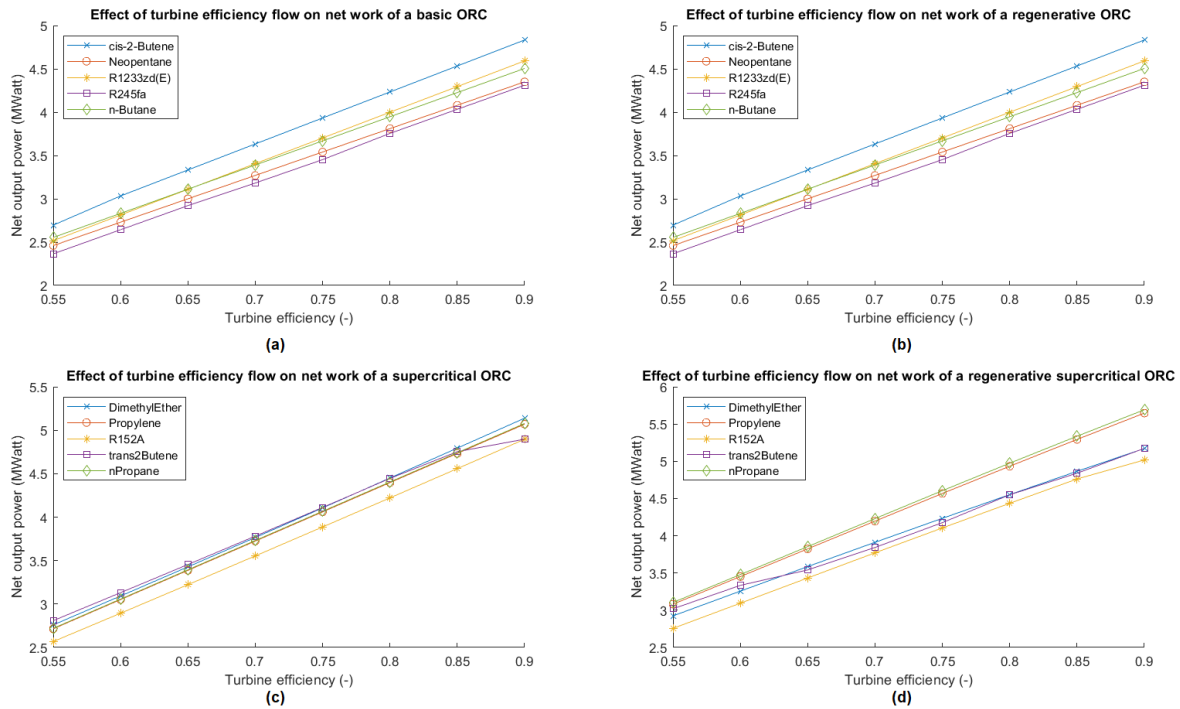 Effect of turbine efficiency flow on net work of a basic ORC
5
4.5
4
3.5
3
2.5
2
Net output power (MWatt)
cis-2-Butene
Neopentane
R1233zd(E)
R245fa
n-Butane
0.55 0.6 0.65 0.7 0.75 0.8 0.85 0.9
Turbine efficiency (-)
(a)
Effect of turbine efficiency flow on net work of a regenerative ORC
5
4.5
4
3.5
3
2.5
2
Net output power (MWatt)
cis-2-Butene
Neopentane
R1233zd(E)
R245fa
n-Butane
0.55 0.6 0.65 0.7 0.75 0.8 0.85 0.9
Turbine efficiency (-)
(b)
Effect of turbine efficiency flow on net work of a supercritical ORC
5.5
5
4.5
4
3.5
3
2.5
Net output power (MWatt)
DimethylEther
Propylene
R152A
trans2Butene
nPropane
0.55 0.6 0.65 0.7 0.75 0.8 0.85 0.9
Turbine efficiency (-)
(c)
Effect of turbine efficiency flow on net work of a regenerative supercritical ORC
6
5.5
5
4.5
4
3.5
3
2.5
Net output power (MWatt)
DimethylEther
Propylene
R152A
trans2Butene
nPropane
0.55 0.6 0.65 0.7 0.75 0.8 0.85 0.9
Turbine efficiency (-)
(d)